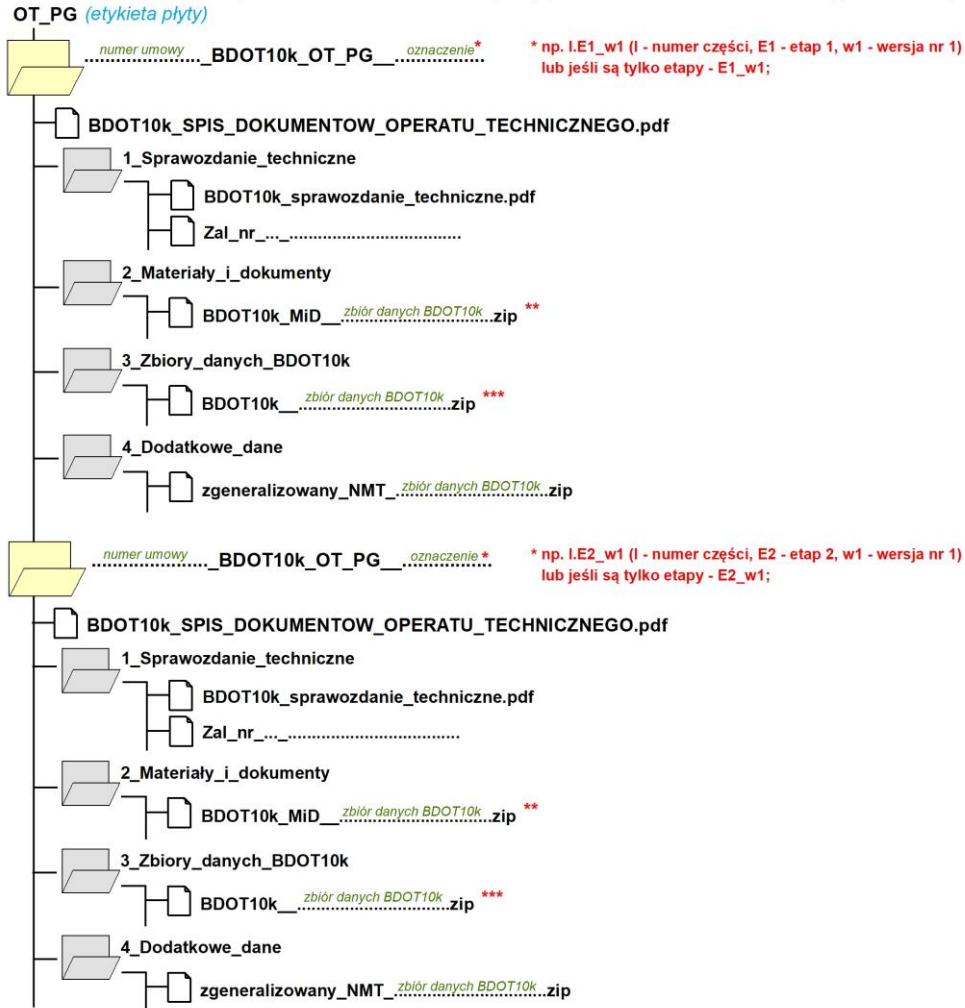 OT_PG (etykieta płyty)
numer umowy
......................_BDOT10k_OT_PG__............... oznaczenie* * np. I.E1_w1 (I - numer części, E1 - etap 1, w1 - wersja nr 1)
lub jeśli są tylko etapy - E1_w1;
BDOT10k_SPIS_DOKUMENTOW_OPERATU_TECHNICZNEGO.pdf
1_Sprawozdanie_techniczne
BDOT10k_sprawozdanie_techniczne.pdf
Zal_nr_..._.....................................
2_Materiały_i_dokumenty
BDOT10k_MiD__ zbiór danych BDOT10k .zip **
3_Zbiory_danych_BDOT10k
BDOT10k__ zbiór danych BDOT10k .zip ***
4_Dodatkowe_dane
zgeneralizowany_NMT_ zbiór danych BDOT10k .zip
numer umowy
......................_BDOT10k_OT_PG__............... oznaczenie * * np. I.E2_w1 (I - numer części, E2 - etap 2, w1 - wersja nr 1)
lub jeśli są tylko etapy - E2_w1;
BDOT10k_SPIS_DOKUMENTOW_OPERATU_TECHNICZNEGO.pdf
1_Sprawozdanie_techniczne
BDOT10k_sprawozdanie_techniczne.pdf
Zal_nr_..._.....................................
2_Materiały_i_dokumenty
BDOT10k_MiD__ zbiór danych BDOT10k .zip **
3_Zbiory_danych_BDOT10k
BDOT10k__ zbiór danych BDOT10k .zip ***
4_Dodatkowe_dane
zgeneralizowany_NMT_ zbiór danych BDOT10k .zip